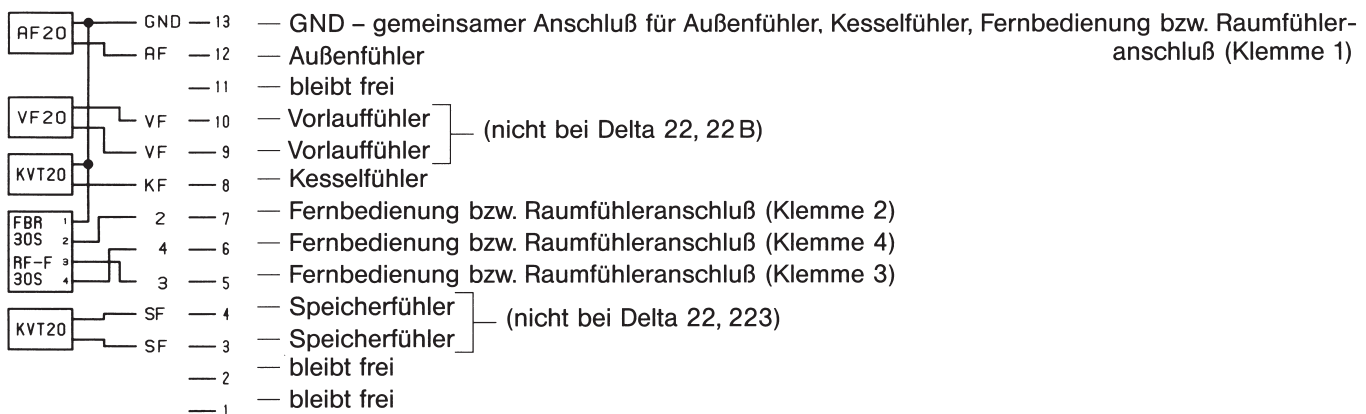 AF20 GND 13 — GND – gemeinsamer Anschluß für Außenfühler, Kesselfühler, Fernbedienung bzw. Raumfühler-
anschluß (Klemme 1)
AF 12 — Außenfühler
11 — bleibt frei
VF20 VF 10 — Vorlauffühler
(nicht bei Delta 22, 22 B)
VF 9 — Vorlauffühler
KVT20 KF 8 — Kesselfühler
FBR 1 2 7 — Fernbedienung bzw. Raumfühleranschluß (Klemme 2)
30S 2 4 6 — Fernbedienung bzw. Raumfühleranschluß (Klemme 4)
RF-F 3
30S 4 3 5 — Fernbedienung bzw. Raumfühleranschluß (Klemme 3)
KVT20 SF 4 — Speicherfühler
(nicht bei Delta 22, 223)
SF 3 — Speicherfühler
2 — bleibt frei
1 — bleibt frei